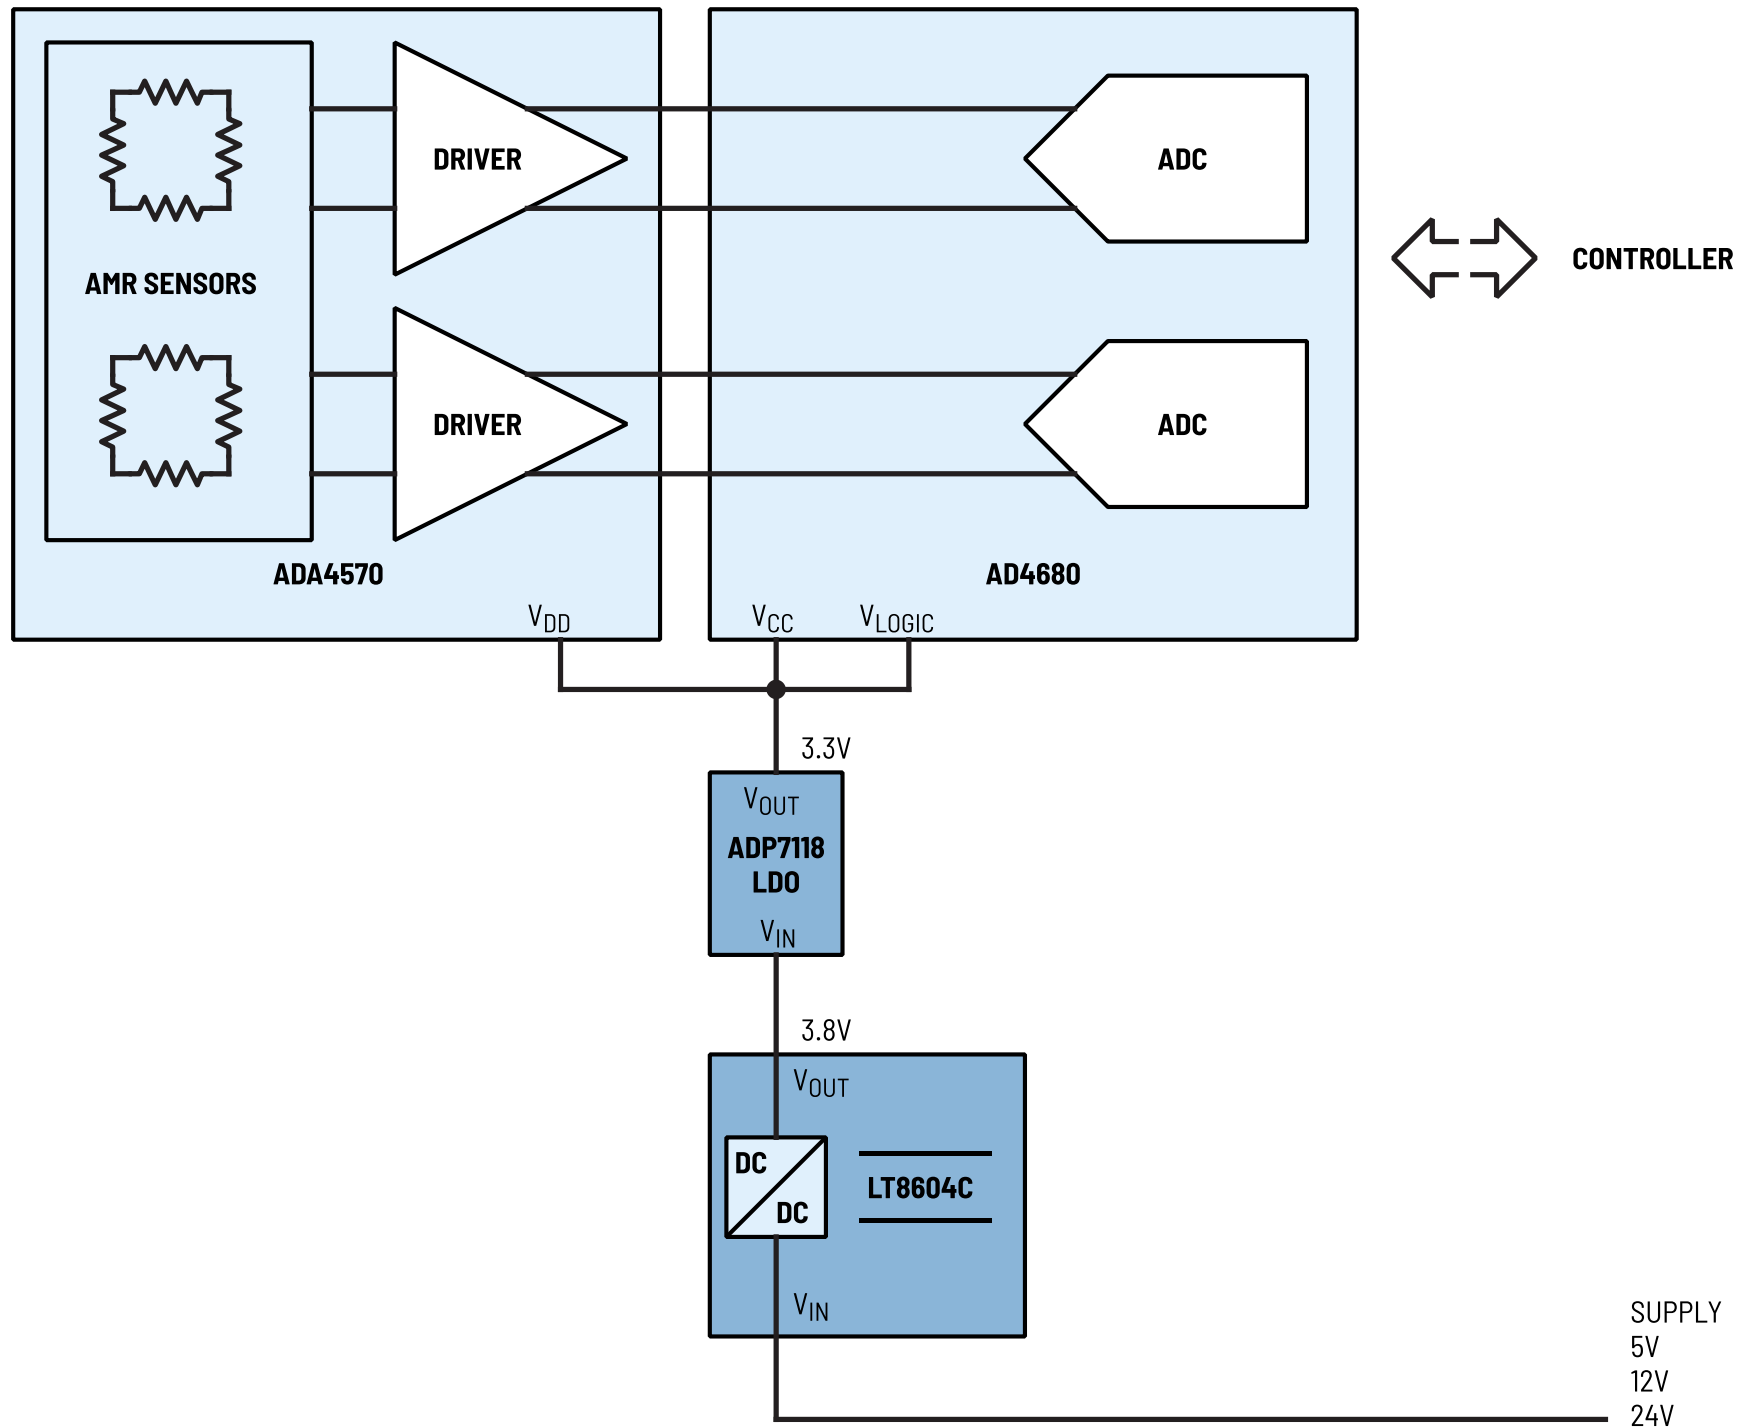 DRIVER
ADC
AMR SENSORS
CONTROLLER
DRIVER
ADC
ADA4570
AD4680
VDD
VCC
VLOGIC
3.3V
VOUT
ADP7118
LDO
VIN
3.8V
VOUT
DC
DC
LT8604C
VIN
SUPPLY
5V
12V
24V